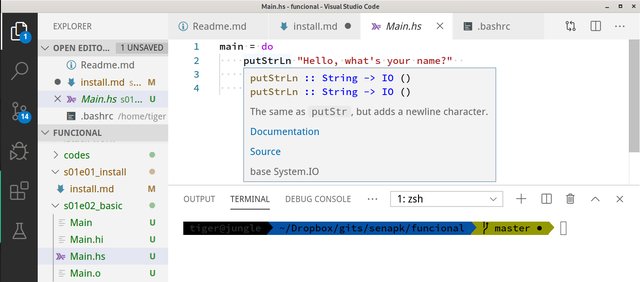 Main.hs - funcional - Visual Studio Code
EXPLORER
OPEN EDITO... 1 UNSAVED
Readme.md
install.md s...
Main.hs s01... U
.bashrc /home/tiger
FUNCIONAL
codes
s01e01_install
install.md U
s01e02_basic
Main U
Main.hi U
Main.hs U
Main.o U
1
14
Readme.md install.md Main.hs .bashrc
1 main = do
2 putStrLn "Hello, what's your name?"
3
4
putStrLn :: String -> IO ()
putStrLn :: String -> IO ()
The same as putStr, but adds a newline character.
Documentation
Source
base System.IO
OUTPUT TERMINAL DEBUG CONSOLE ... 1: zsh
tiger@jungle ~/Dropbox/gits/senapk/funcional master ●